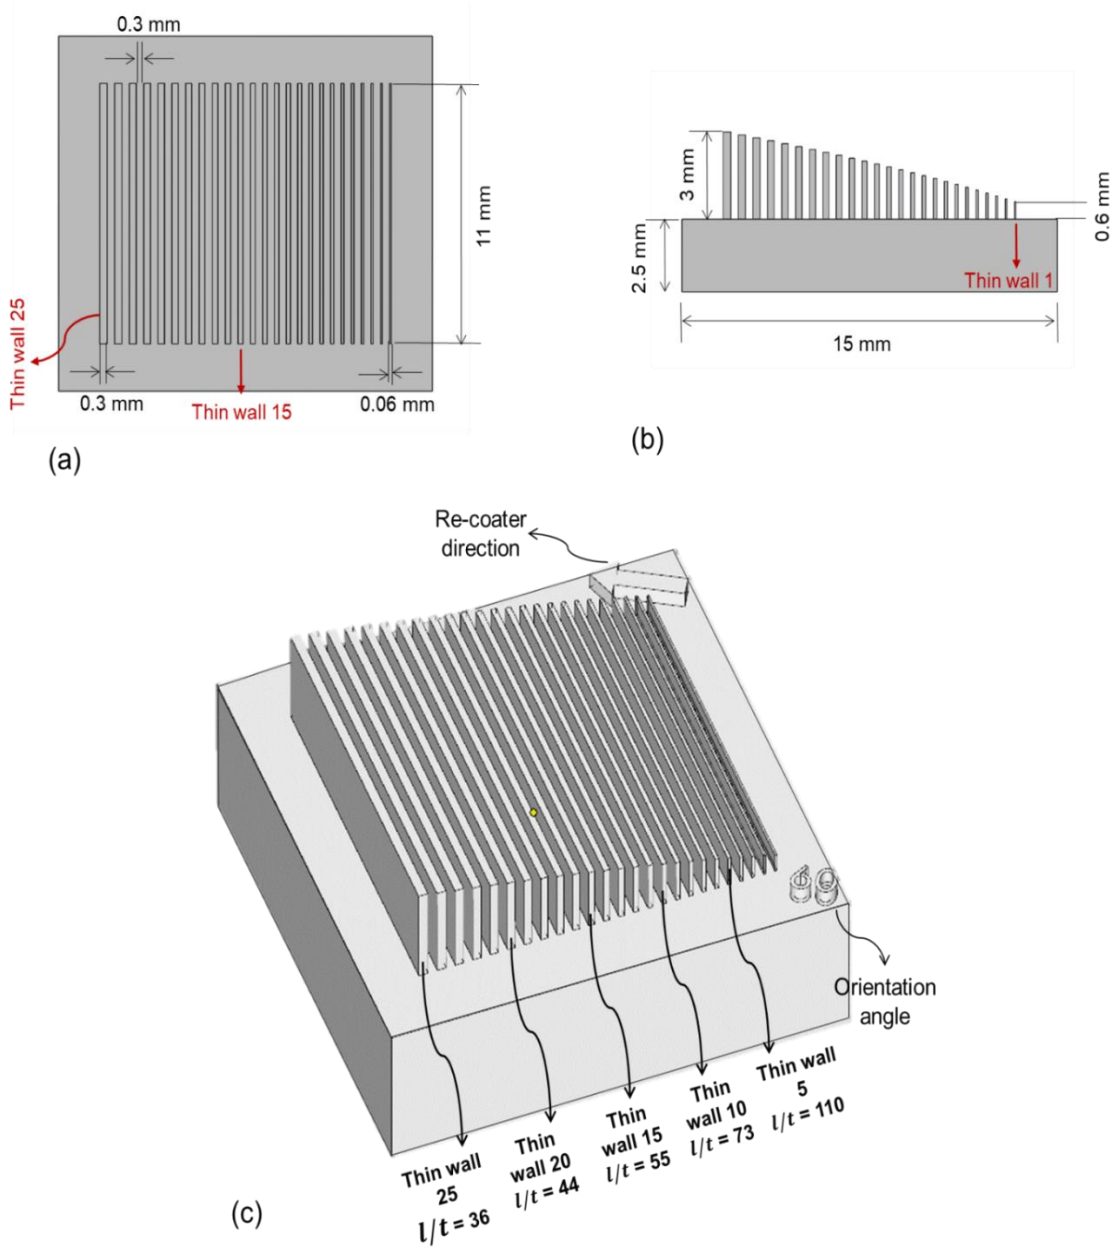 0.3 mm
11 mm
Thin wall 25
0.3 mm
Thin wall 15
0.06 mm
(a)
3 mm
2.5 mm
0.6 mm
Thin wall 1
15 mm
(b)
Re-coater
direction
Orientation
angle
Thin wall
25
l/t = 36
Thin
wall 20
l/t = 44
Thin
wall 15
l/t = 55
Thin
wall 10
l/t = 73
Thin wall
5
l/t = 110
(c)